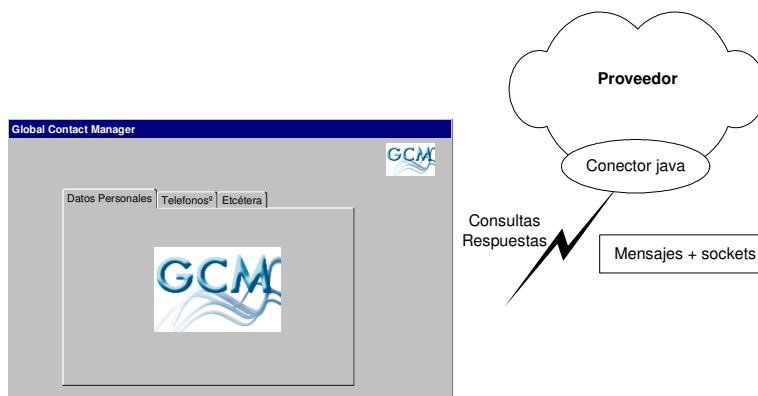 Proveedor
Conector java
Global Contact Manager
GCM
Datos Personales
Telefonosº
Etcétera
GCM
Consultas
Respuestas
Mensajes + sockets